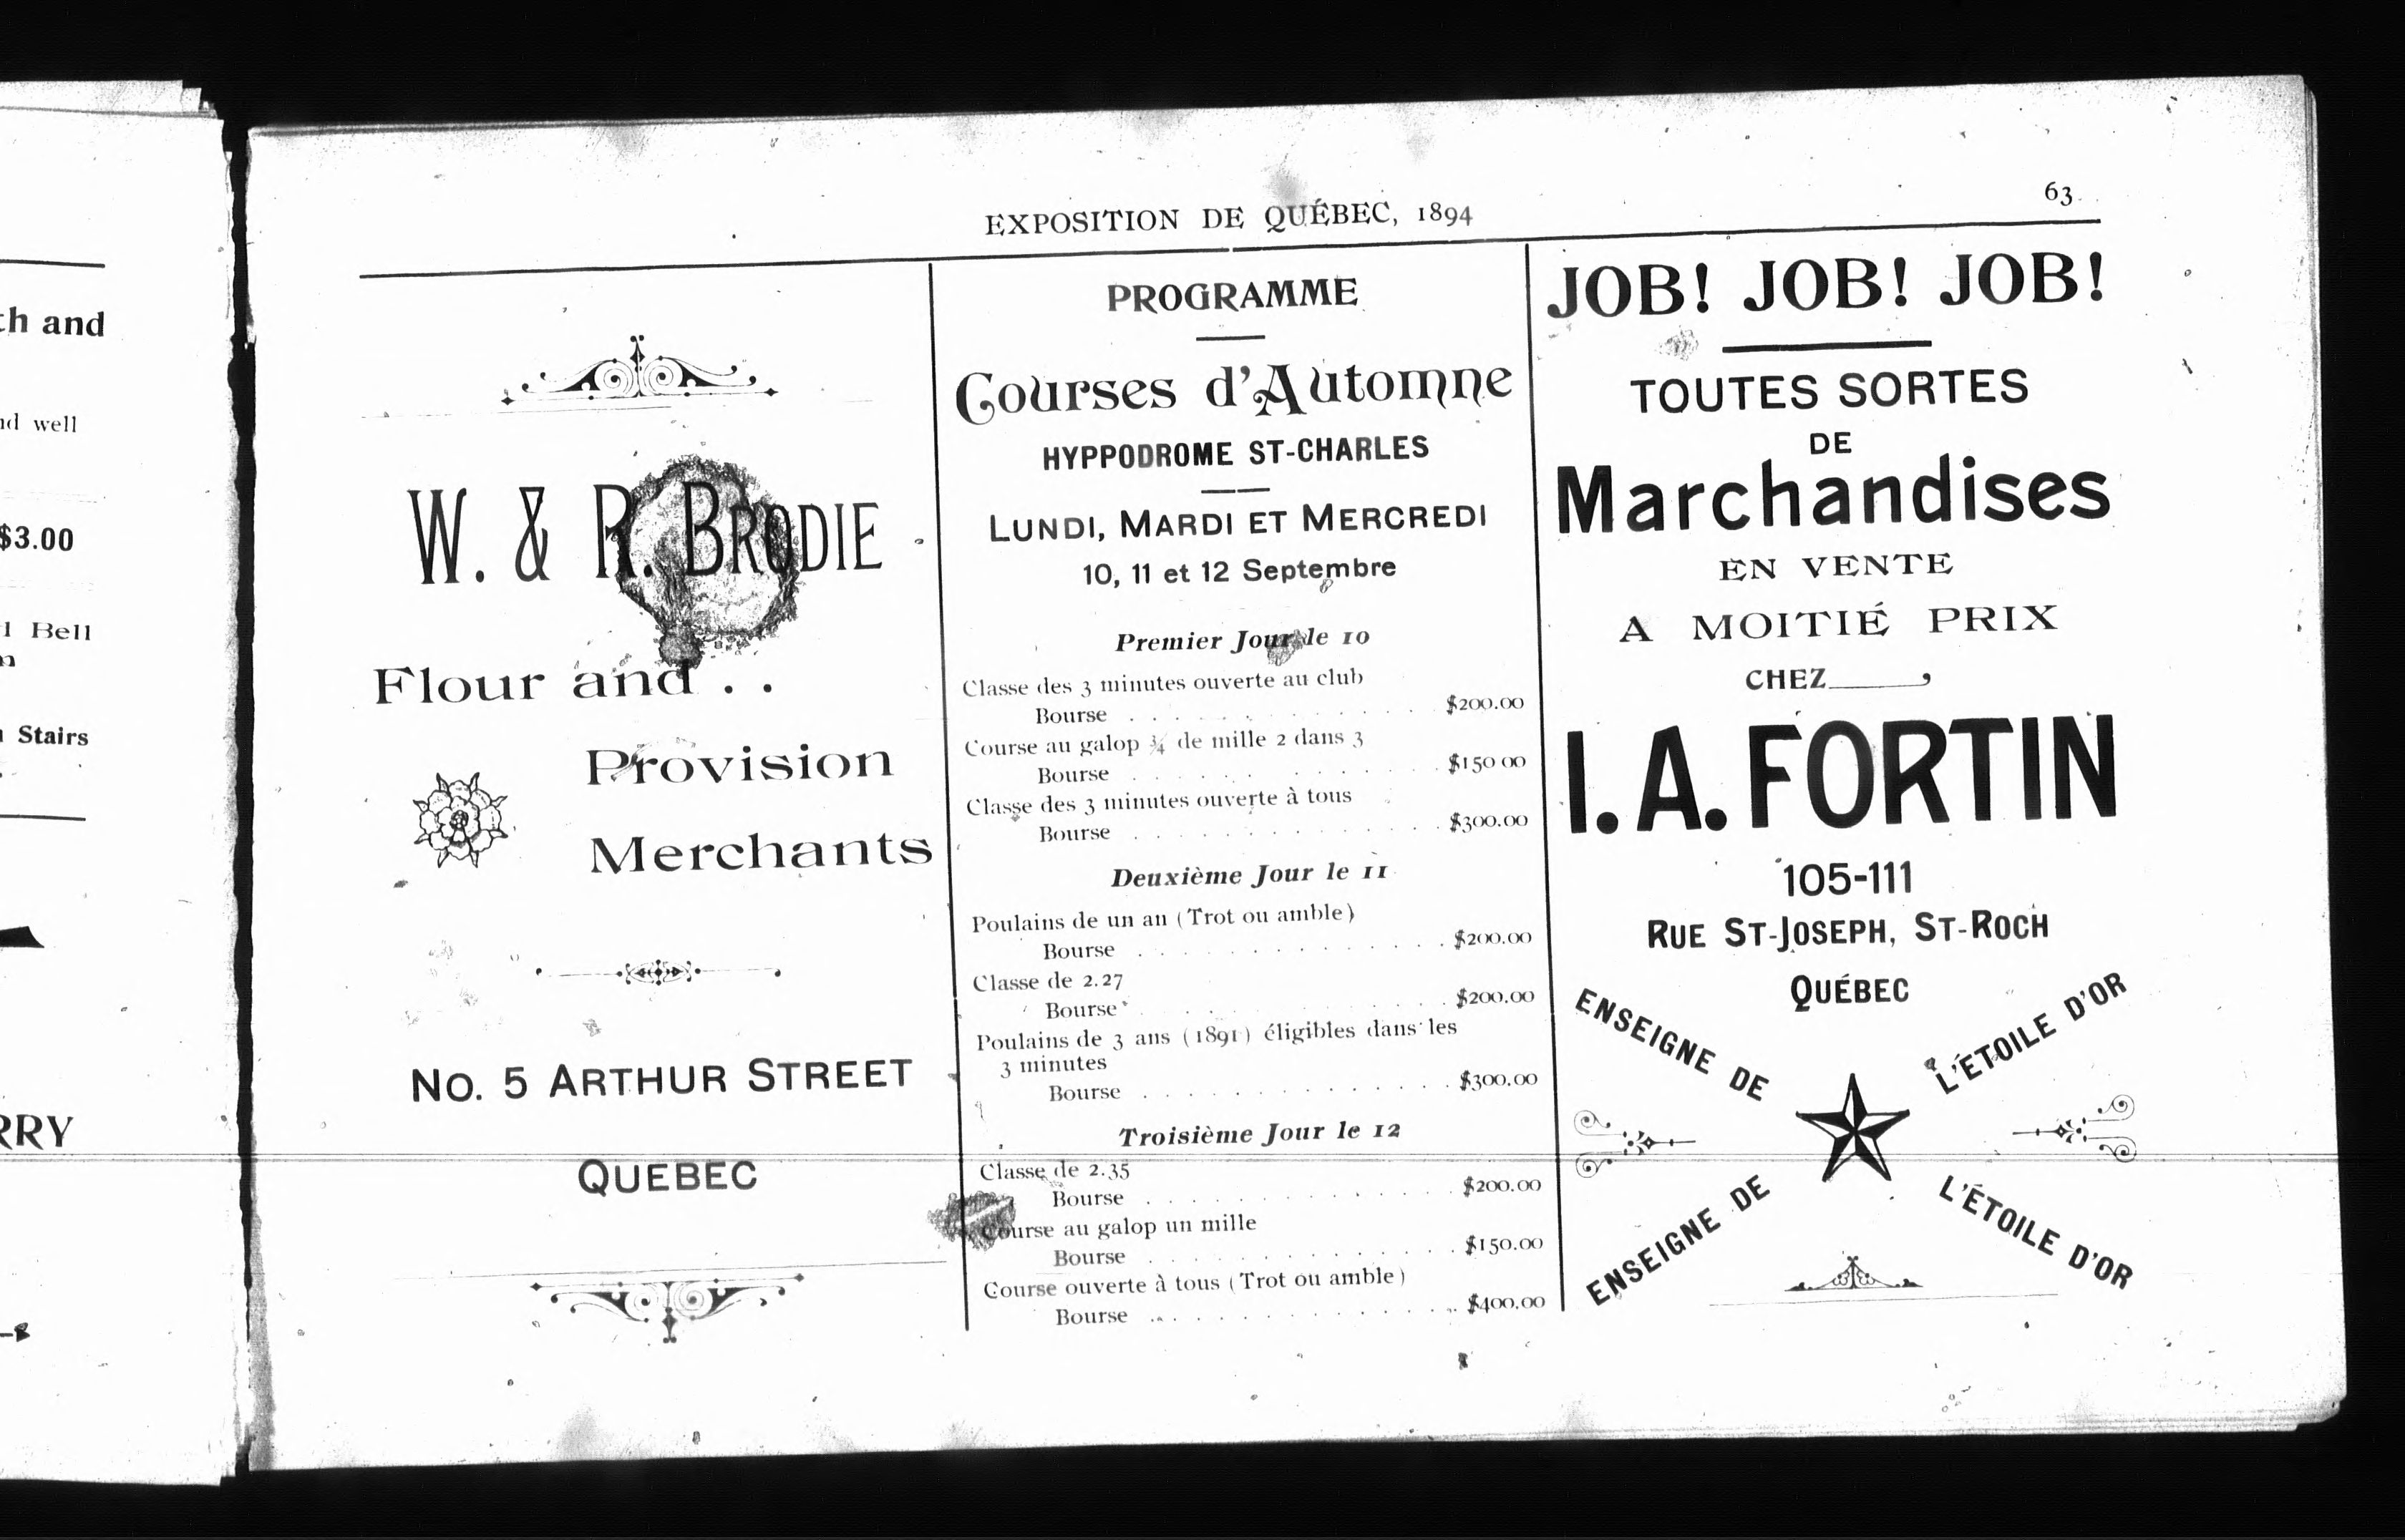 th and
nd well
$3.00
l Bell
n
Stairs
RRY
EXPOSITION DE QUÉBEC, 1894
63
W. & R. BRODIE
Flour and . .
Provision
Merchants
NO. 5 ARTHUR STREET
QUEBEC
PROGRAMME
Courses d'Automne
HYPPODROME ST-CHARLES
LUNDI, MARDI ET MERCREDI
10, 11 et 12 Septembre
Premier Jour le 10
Classe des 3 minutes ouverte au club
Bourse . . . . . . . . . . . . . . $200.00
Course au galop ¾ de mille 2 dans 3
Bourse . . . . . . . . . . . . . . $150 00
Classe des 3 minutes ouverte à tous
Bourse . . . . . . . . . . . . . . $300.00
Deuxième Jour le 11
Poulains de un an (Trot ou amble)
Bourse . . . . . . . . . . . . . . $200.00
Classe de 2.27
Bourse . . . . . . . . . . . . . . $200.00
Poulains de 3 ans (1891) éligibles dans les
3 minutes
Bourse . . . . . . . . . . . . . . $300.00
Troisième Jour le 12
Classe de 2.35
Bourse . . . . . . . . . . . . . . $200.00
Course au galop un mille
Bourse . . . . . . . . . . . . . . $150.00
Course ouverte à tous (Trot ou amble)
Bourse . . . . . . . . . . . . . . $400.00
JOB! JOB! JOB!
TOUTES SORTES
DE
Marchandises
EN VENTE
A MOITIÉ PRIX
CHEZ
I. A. FORTIN
105-111
RUE ST-JOSEPH, ST-ROCH
QUÉBEC
ENSEIGNE DE L'ÉTOILE D'OR
ENSEIGNE DE L'ÉTOILE D'OR